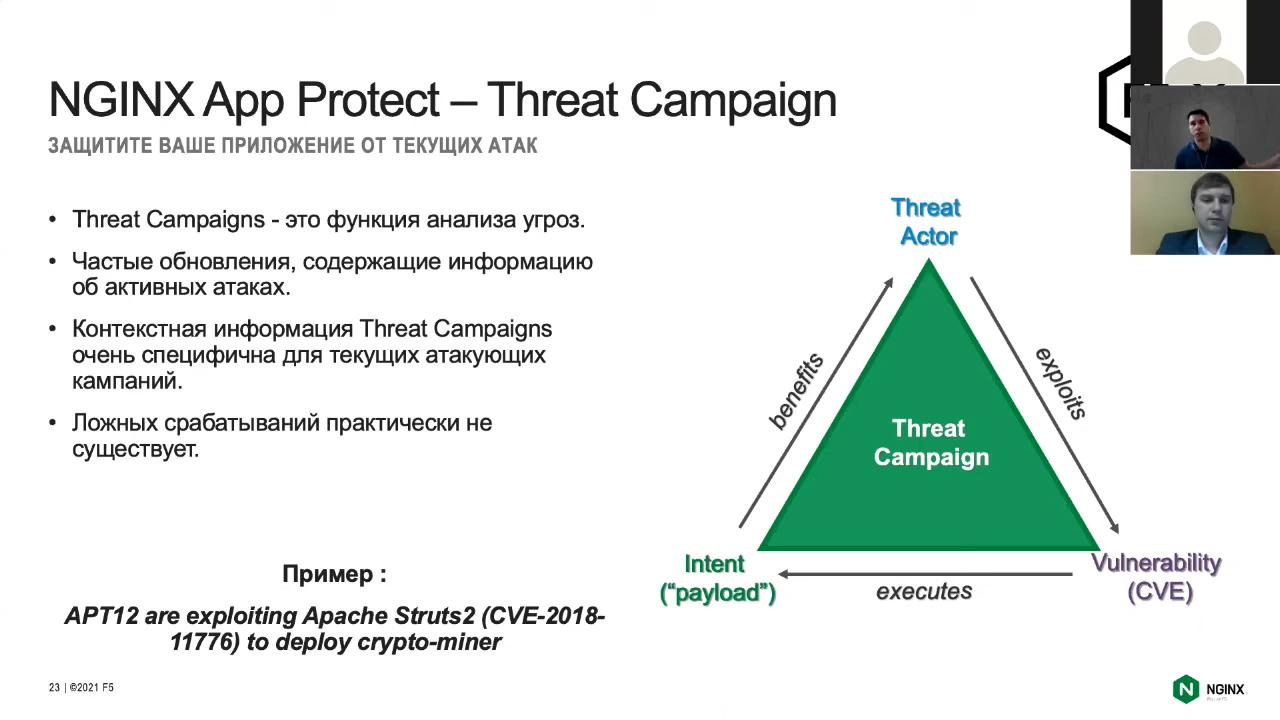 NGINX App Protect – Threat Campaign
ЗАЩИТИТЕ ВАШЕ ПРИЛОЖЕНИЕ ОТ ТЕКУЩИХ АТАК
• Threat Campaigns - это функция анализа угроз.
• Частые обновления, содержащие информацию
об активных атаках.
• Контекстная информация Threat Campaigns
очень специфична для текущих атакующих
кампаний.
• Ложных срабатываний практически не
существует.
Пример :
APT12 are exploiting Apache Struts2 (CVE-2018-
11776) to deploy crypto-miner
Threat
Actor
benefits
exploits
Threat
Campaign
Intent
(“payload”)
executes
Vulnerability
(CVE)
23 | ©2021 F5
NGINX